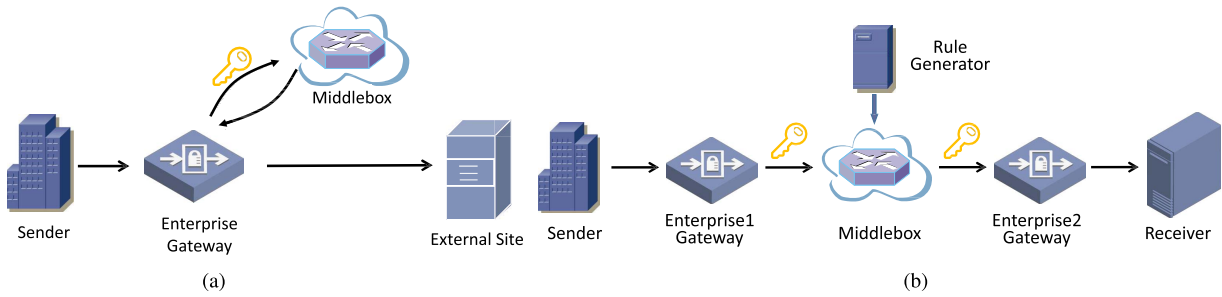 Middlebox
Sender
Enterprise
Gateway
External Site
(a)
Rule
Generator
Sender
Enterprise1
Gateway
Middlebox
Enterprise2
Gateway
Receiver
(b)